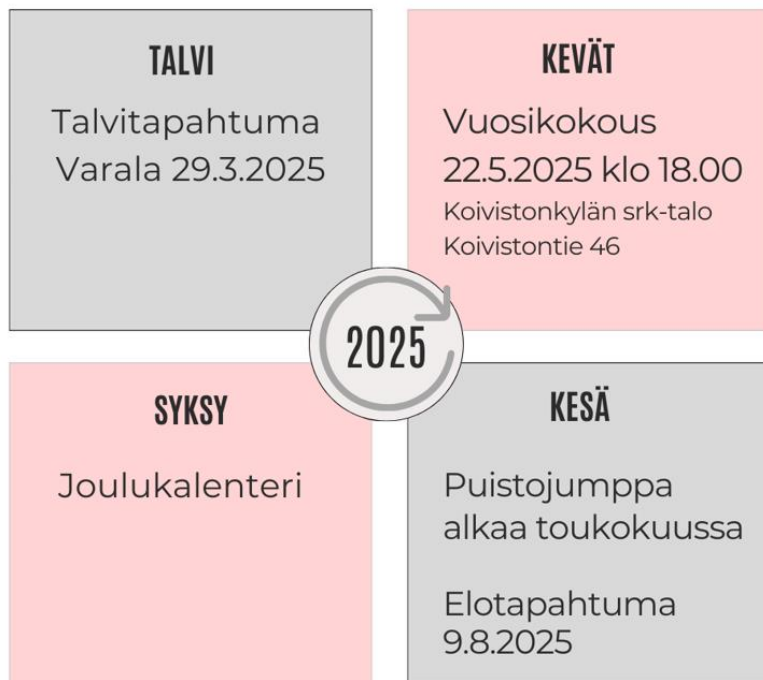 TALVI
Talvitapahtuma
Varala 29.3.2025
KEVÄT
Vuosikokous
22.5.2025 klo 18.00
Koivistonkylän srk-talo
Koivistontie 46
2025
SYKSY
Joulukalenteri
KESÄ
Puistojumppa
alkaa toukokuussa
Elotapahtuma
9.8.2025